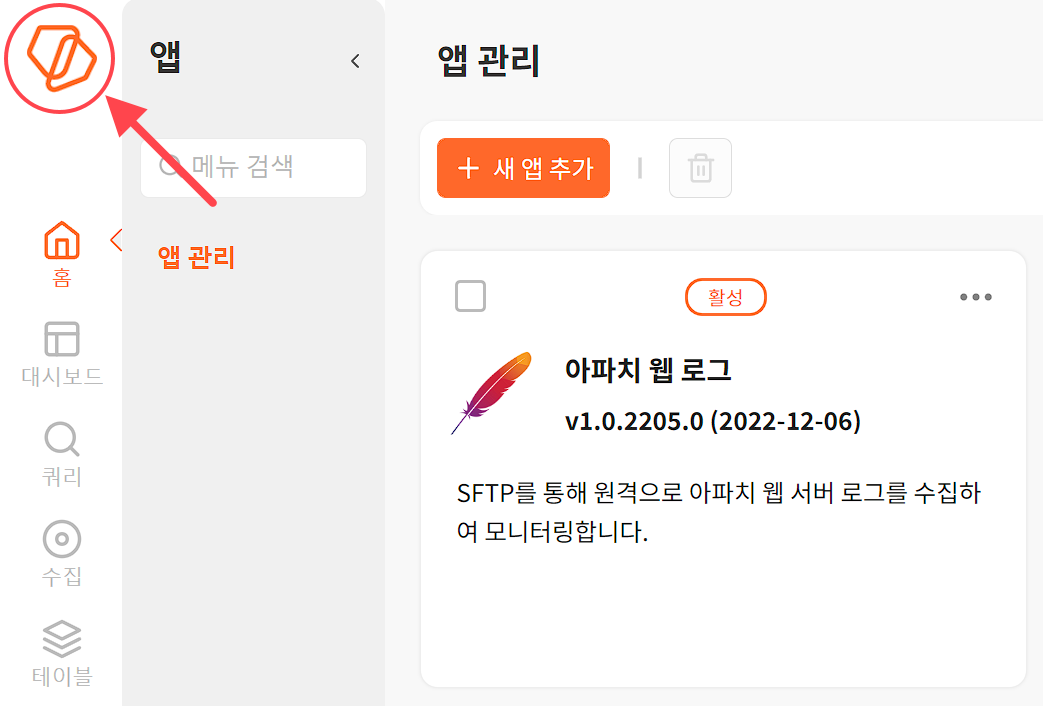 앱
메뉴 검색
앱 관리
홈
대시보드
쿼리
수집
테이블
앱 관리
새 앱 추가
활성
아파치 웹 로그
v1.0.2205.0 (2022-12-06)
SFTP를 통해 원격으로 아파치 웹 서버 로그를 수집하
여 모니터링합니다.